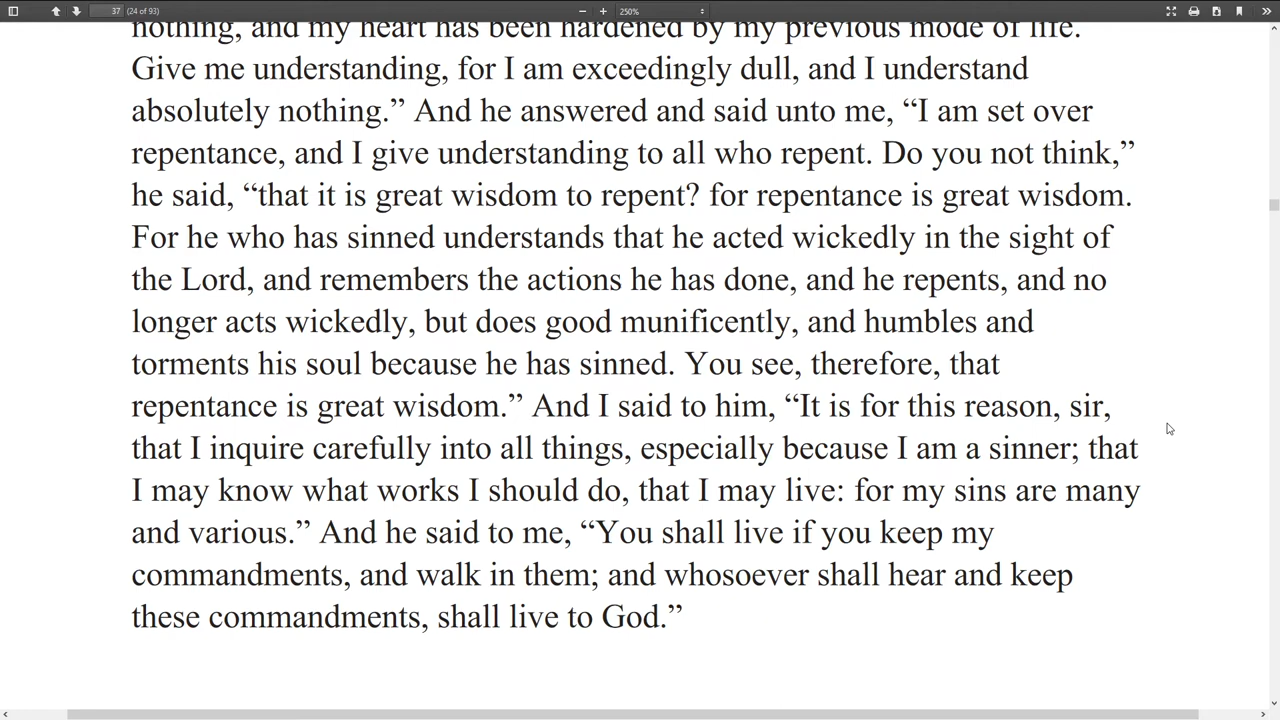 37 (24 of 93) 250%
nothing, and my heart has been hardened by my previous mode of life.
Give me understanding, for I am exceedingly dull, and I understand
absolutely nothing.” And he answered and said unto me, “I am set over
repentance, and I give understanding to all who repent. Do you not think,”
he said, “that it is great wisdom to repent? for repentance is great wisdom.
For he who has sinned understands that he acted wickedly in the sight of
the Lord, and remembers the actions he has done, and he repents, and no
longer acts wickedly, but does good munificently, and humbles and
torments his soul because he has sinned. You see, therefore, that
repentance is great wisdom.” And I said to him, “It is for this reason, sir,
that I inquire carefully into all things, especially because I am a sinner; that
I may know what works I should do, that I may live: for my sins are many
and various.” And he said to me, “You shall live if you keep my
commandments, and walk in them; and whosoever shall hear and keep
these commandments, shall live to God.”